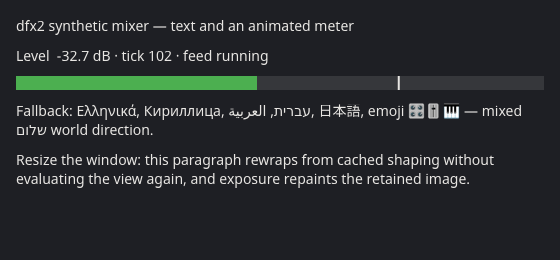 dfx2 synthetic mixer — text and an animated meter
Level -32.7 dB · tick 102 · feed running
Fallback: Ελληνικά, Кириллица, עברית, العربية, 日本語, emoji 🎛️ 🎚️ 🎹 — mixed
שלום world direction.
Resize the window: this paragraph rewraps from cached shaping without
evaluating the view again, and exposure repaints the retained image.